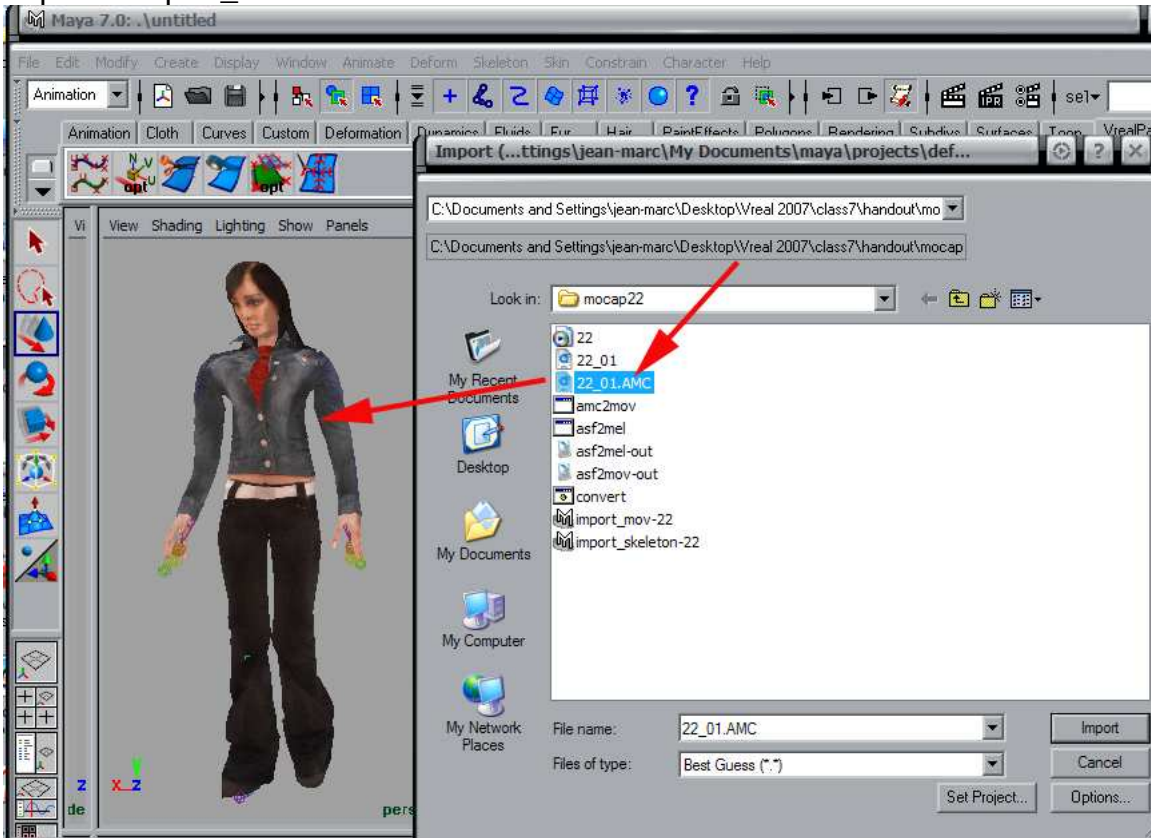 Maya 7.0: .\untitled
File Edit Modify Create Display Window Animate Deform Skeleton Skin Constrain Character Help
Animation
? IPR sel
Animation Cloth Curves Custom Deformation Dynamics Fluids Fur Hair PaintEffects Polygons Rendering Subdivs Surfaces Toon VrealPa
Import (...ttings\jean-marc\My Documents\maya\projects\def...
opt opt
C:\Documents and Settings\jean-marc\Desktop\Vreal 2007\class7\handout\mo
Vi View Shading Lighting Show Panels
C:\Documents and Settings\jean-marc\Desktop\Vreal 2007\class7\handout\mocap
Look in: mocap22
22
22_01
22_01.AMC
amc2mov
asf2mel
asf2mel-out
asf2mov-out
convert
import_mov-22
import_skeleton-22
My Recent
Documents
Desktop
My Documents
My Computer
My Network
Places
File name: 22_01.AMC Import
Files of type: Best Guess (*.*) Cancel
Set Project... Options...
z x z
de pers